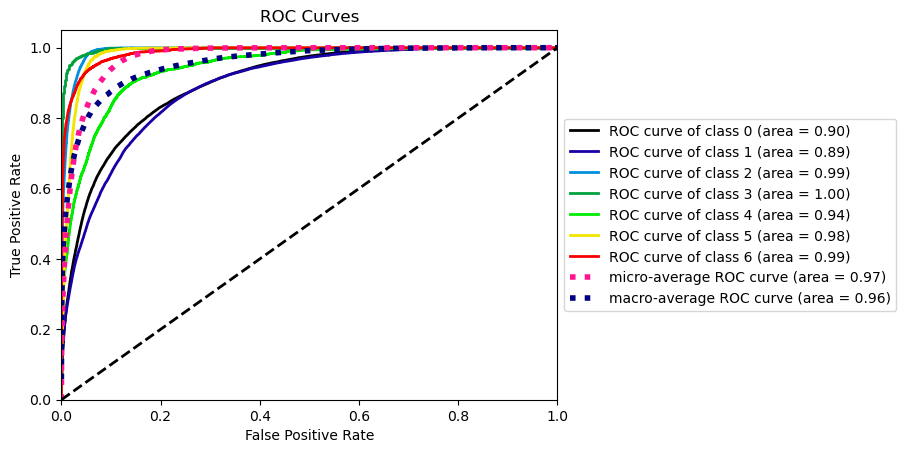 ROC Curves
1.0
0.8
0.6
0.4
0.2
0.0
True Positive Rate
0.0 0.2 0.4 0.6 0.8 1.0
False Positive Rate
ROC curve of class 0 (area = 0.90)
ROC curve of class 1 (area = 0.89)
ROC curve of class 2 (area = 0.99)
ROC curve of class 3 (area = 1.00)
ROC curve of class 4 (area = 0.94)
ROC curve of class 5 (area = 0.98)
ROC curve of class 6 (area = 0.99)
micro-average ROC curve (area = 0.97)
macro-average ROC curve (area = 0.96)